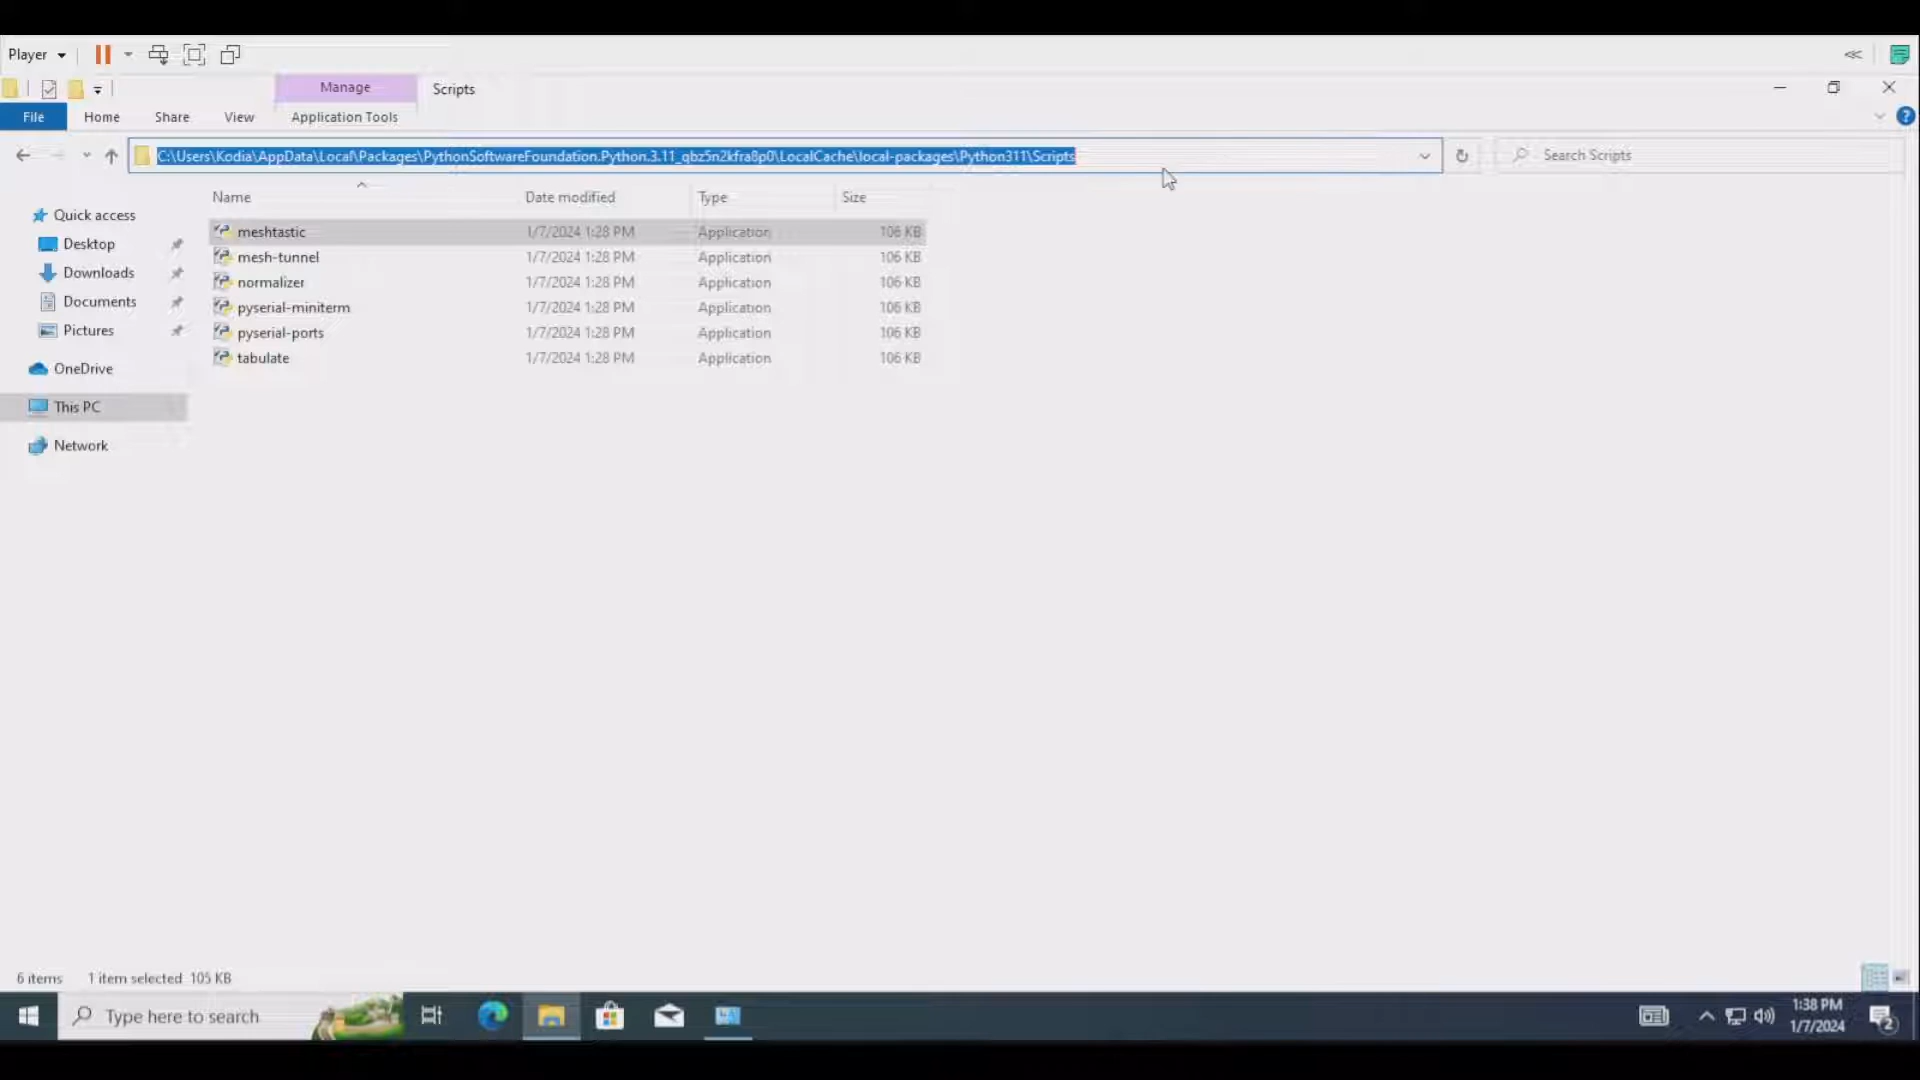 Player
Manage
Scripts
File
Home
Share
View
Application Tools
C:\Users\Kodia\AppData\Local\Packages\PythonSoftwareFoundation.Python.3.11_qbz5n2kfra8p0\LocalCache\local-packages\Python311\Scripts
Search Scripts
Name
Date modified
Type
Size
Quick access
Desktop
Downloads
Documents
Pictures
OneDrive
This PC
Network
meshtastic 1/7/2024 1:28 PM Application 106 KB
mesh-tunnel 1/7/2024 1:28 PM Application 106 KB
normalizer 1/7/2024 1:28 PM Application 106 KB
pyserial-miniterm 1/7/2024 1:28 PM Application 106 KB
pyserial-ports 1/7/2024 1:28 PM Application 106 KB
tabulate 1/7/2024 1:28 PM Application 106 KB
6 items 1 item selected 105 KB
Type here to search
1:38 PM
1/7/2024
2